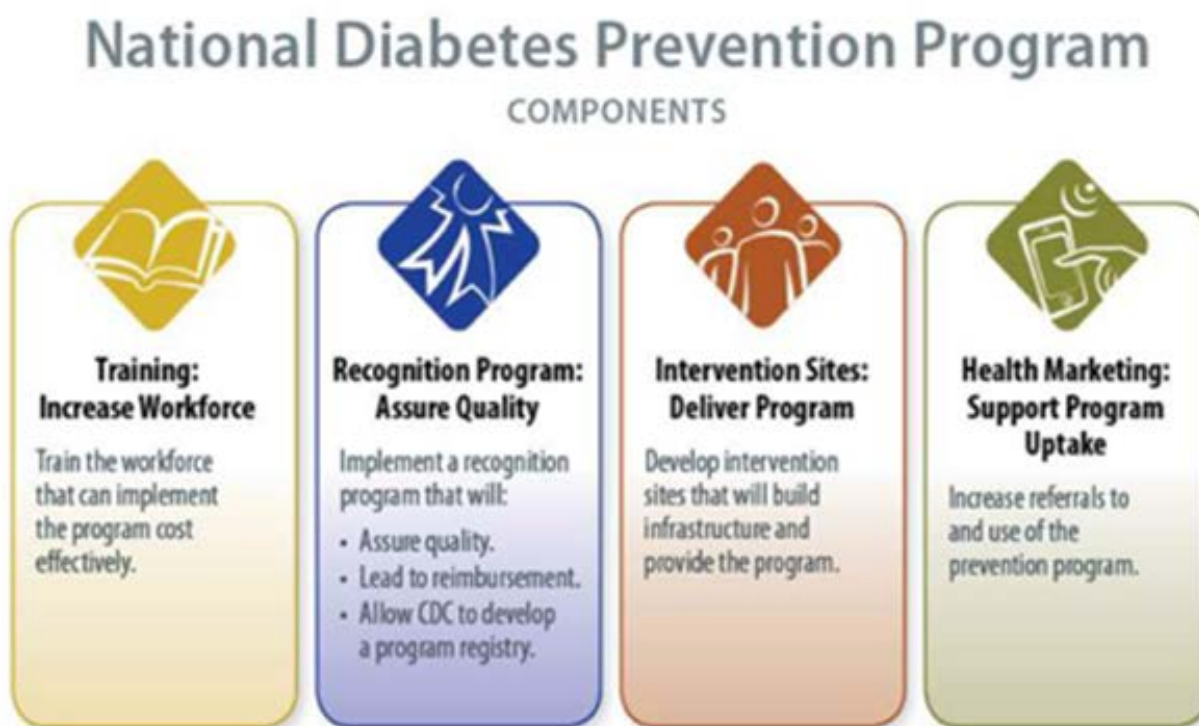 National Diabetes Prevention Program
COMPONENTS
Training:
Increase Workforce
Train the workforce
that can implement
the program cost
effectively.
Recognition Program:
Assure Quality
Implement a recognition
program that will:
• Assure quality.
• Lead to reimbursement.
• Allow CDC to develop
a program registry.
Intervention Sites:
Deliver Program
Develop intervention
sites that will build
infrastructure and
provide the program.
Health Marketing:
Support Program
Uptake
Increase referrals to
and use of the
prevention program.